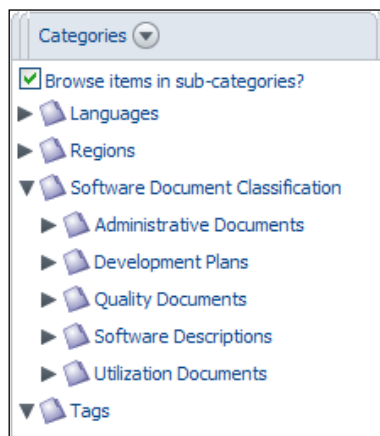 Categories
Browse items in sub-categories?
Languages
Regions
Software Document Classification
Administrative Documents
Development Plans
Quality Documents
Software Descriptions
Utilization Documents
Tags